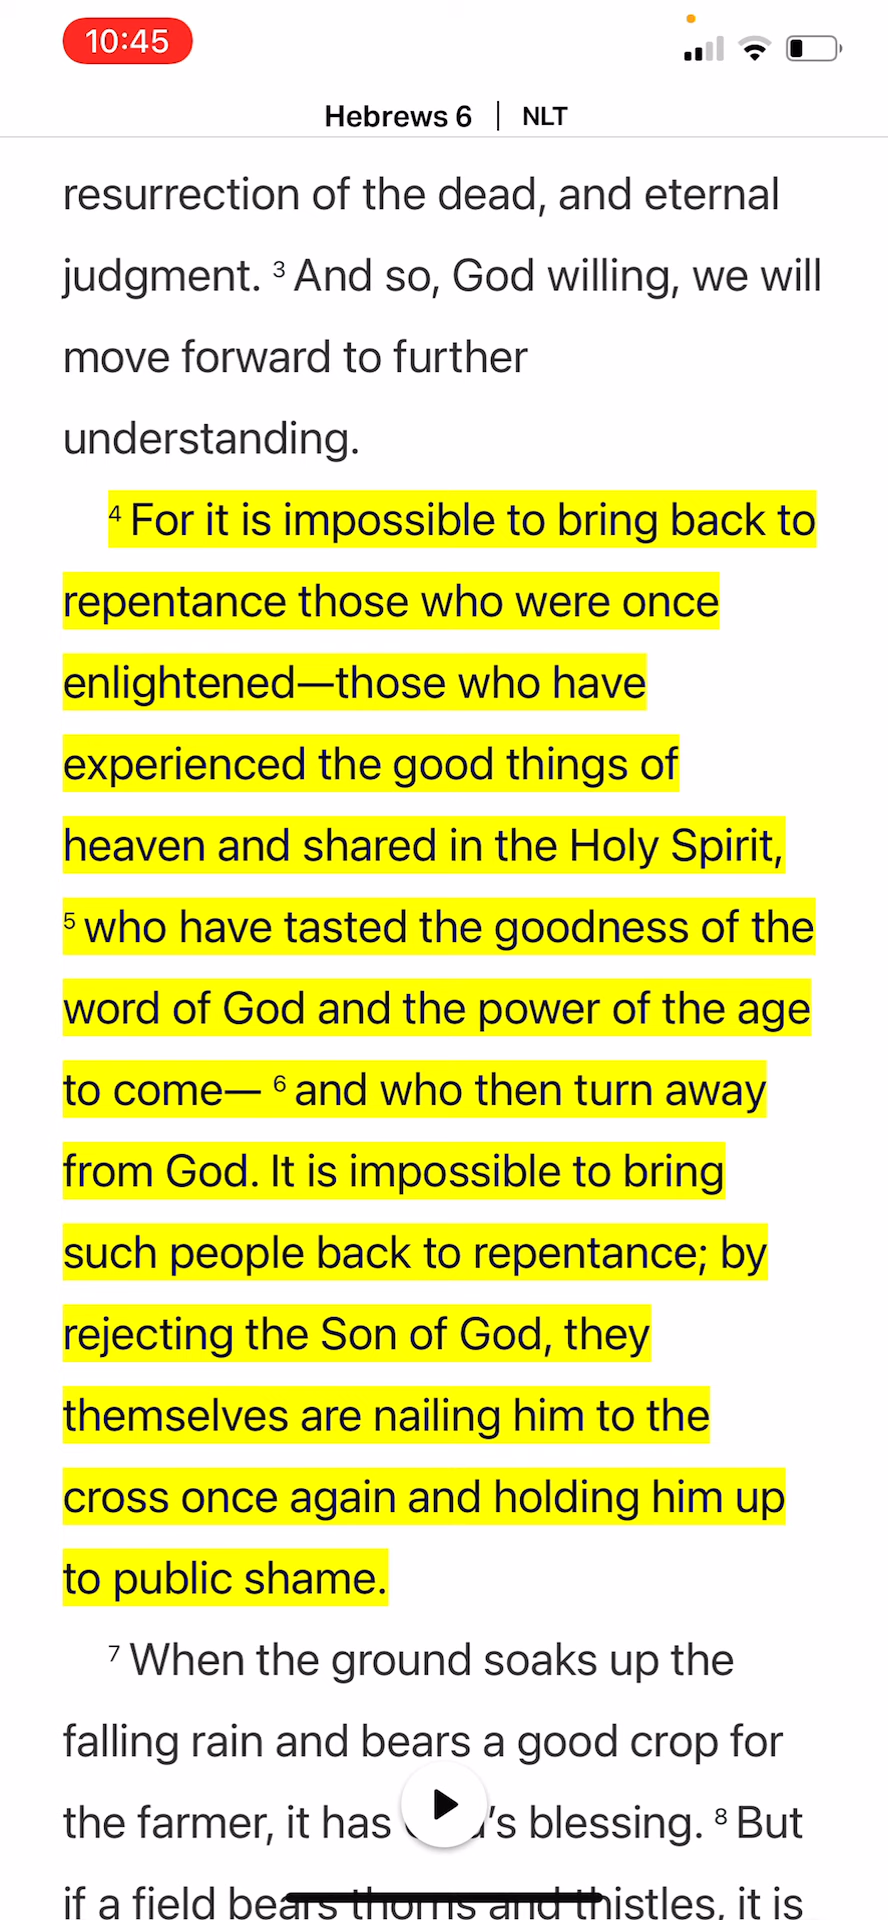 10:45
Hebrews 6 | NLT
resurrection of the dead, and eternal
judgment. 3 And so, God willing, we will
move forward to further
understanding.
4 For it is impossible to bring back to
repentance those who were once
enlightened—those who have
experienced the good things of
heaven and shared in the Holy Spirit,
5 who have tasted the goodness of the
word of God and the power of the age
to come— 6 and who then turn away
from God. It is impossible to bring
such people back to repentance; by
rejecting the Son of God, they
themselves are nailing him to the
cross once again and holding him up
to public shame.
7 When the ground soaks up the
falling rain and bears a good crop for
the farmer, it has 's blessing. 8 But
if a field bears thorns and thistles, it is